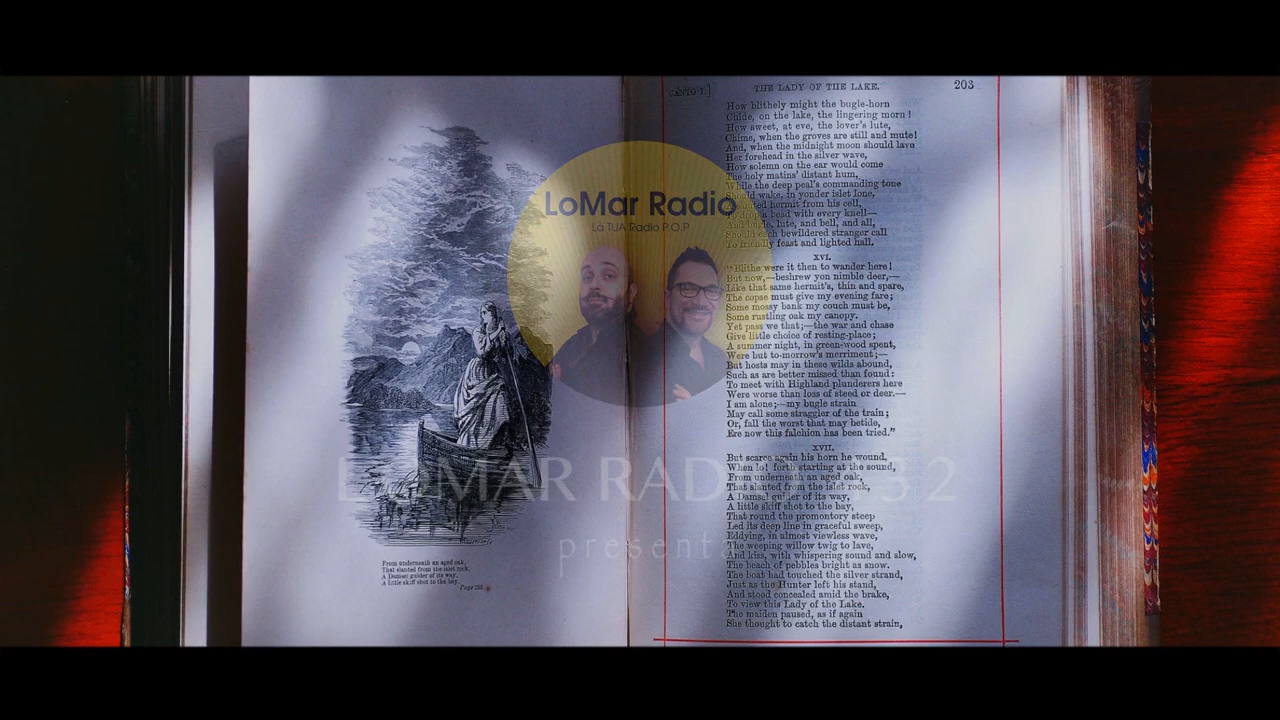 CANTO I.]
THE LADY OF THE LAKE.
203
How blithely might the bugle-horn
Chide, on the lake, the lingering morn!
How sweet, at eve, the lover's lute,
Chime, when the groves are still and mute!
And, when the midnight moon should lave
Her forehead in the silver wave,
How solemn on the ear would come
The holy matins' distant hum,
While the deep peal's commanding tone
Should wake, in yonder islet lone,
A sainted hermit from his cell,
To drop a bead with every knell—
And bugle, lute, and bell, and all,
Should each bewildered stranger call
To friendly feast and lighted hall.
XVI.
"Blithe were it then to wander here!
But now,—beshrew yon nimble deer,—
Like that same hermit's, thin and spare,
The copse must give my evening fare;
Some mossy bank my couch must be,
Some rustling oak my canopy.
Yet pass we that;—the war and chase
Give little choice of resting-place;
A summer night, in green-wood spent,
Were but to-morrow's merriment;—
But hosts may in these wilds abound,
Such as are better missed than found:
To meet with Highland plunderers here
Were worse than loss of steed or deer.—
I am alone;—my bugle strain
May call some straggler of the train;
Or, fall the worst that may betide,
Ere now this falchion has been tried."
XVII.
But scarce again his horn he wound,
When lo! forth starting at the sound,
From underneath an aged oak,
That slanted from the islet rock,
A Damsel guider of its way,
A little skiff shot to the bay,
That round the promontory steep
Led its deep line in graceful sweep,
Eddying, in almost viewless wave,
The weeping willow twig to lave,
And kiss, with whispering sound and slow,
The beach of pebbles bright as snow.
The boat had touched the silver strand,
Just as the Hunter left his stand,
And stood concealed amid the brake,
To view this Lady of the Lake.
The maiden paused, as if again
She thought to catch the distant strain,
From underneath an aged oak,
That slanted from the islet rock,
A Damsel guider of its way,
A little skiff shot to the bay.
Page 203
LoMar Radio
La TUA Radio P.O.P
LOMAR RADIO 432
presenta